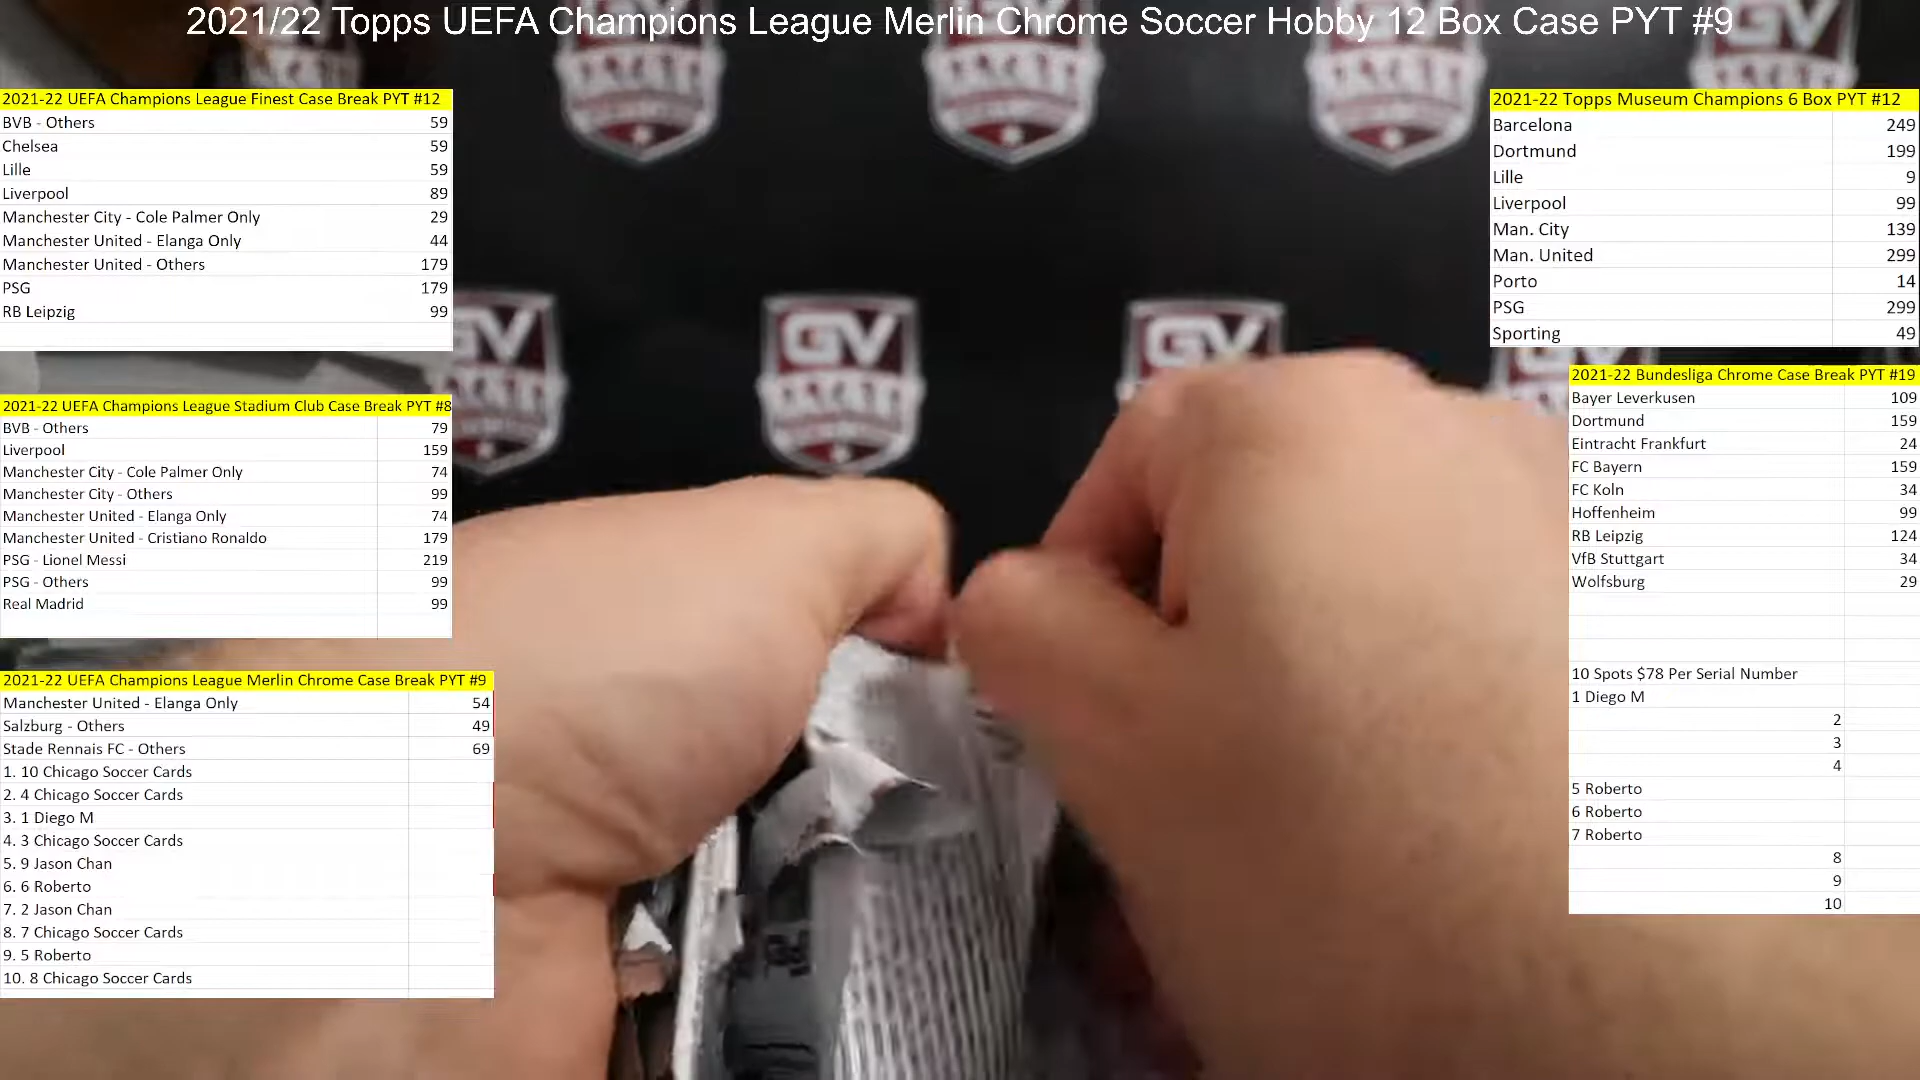 2021/22 Topps UEFA Champions League Merlin Chrome Soccer Hobby 12 Box Case PYT #9
2021-22 UEFA Champions League Finest Case Break PYT #12
BVB - Others 59
Chelsea 59
Lille 59
Liverpool 89
Manchester City - Cole Palmer Only 29
Manchester United - Elanga Only 44
Manchester United - Others 179
PSG 179
RB Leipzig 99
2021-22 UEFA Champions League Stadium Club Case Break PYT #8
BVB - Others 79
Liverpool 159
Manchester City - Cole Palmer Only 74
Manchester City - Others 99
Manchester United - Elanga Only 74
Manchester United - Cristiano Ronaldo 179
PSG - Lionel Messi 219
PSG - Others 99
Real Madrid 99
2021-22 UEFA Champions League Merlin Chrome Case Break PYT #9
Manchester United - Elanga Only 54
Salzburg - Others 49
Stade Rennais FC - Others 69
1. 10 Chicago Soccer Cards
2. 4 Chicago Soccer Cards
3. 1 Diego M
4. 3 Chicago Soccer Cards
5. 9 Jason Chan
6. 6 Roberto
7. 2 Jason Chan
8. 7 Chicago Soccer Cards
9. 5 Roberto
10. 8 Chicago Soccer Cards
2021-22 Topps Museum Champions 6 Box PYT #12
Barcelona 249
Dortmund 199
Lille 9
Liverpool 99
Man. City 139
Man. United 299
Porto 14
PSG 299
Sporting 49
2021-22 Bundesliga Chrome Case Break PYT #19
Bayer Leverkusen 109
Dortmund 159
Eintracht Frankfurt 24
FC Bayern 159
FC Koln 34
Hoffenheim 99
RB Leipzig 124
VfB Stuttgart 34
Wolfsburg 29
10 Spots $78 Per Serial Number
1 Diego M
2
3
4
5 Roberto
6 Roberto
7 Roberto
8
9
10
GV
GV
GV
GV